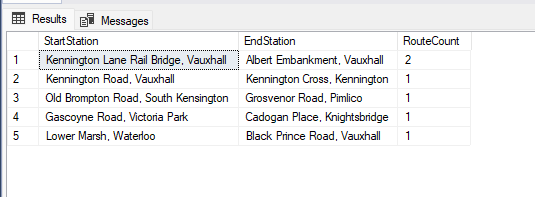 Results Messages
StartStation EndStation RouteCount
1 Kennington Lane Rail Bridge, Vauxhall Albert Embankment, Vauxhall 2
2 Kennington Road, Vauxhall Kennington Cross, Kennington 1
3 Old Brompton Road, South Kensington Grosvenor Road, Pimlico 1
4 Gascoyne Road, Victoria Park Cadogan Place, Knightsbridge 1
5 Lower Marsh, Waterloo Black Prince Road, Vauxhall 1